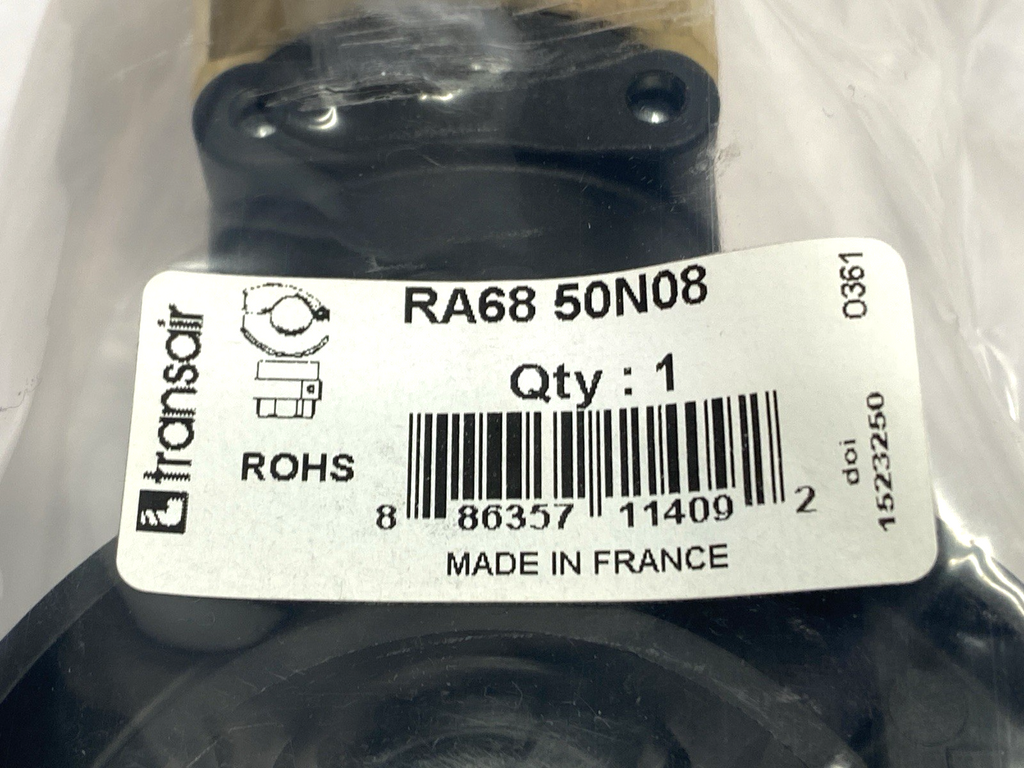 transair
RA68 50N08
Qty : 1
ROHS
8 86357 11409 2
MADE IN FRANCE
0361
doi
1523250